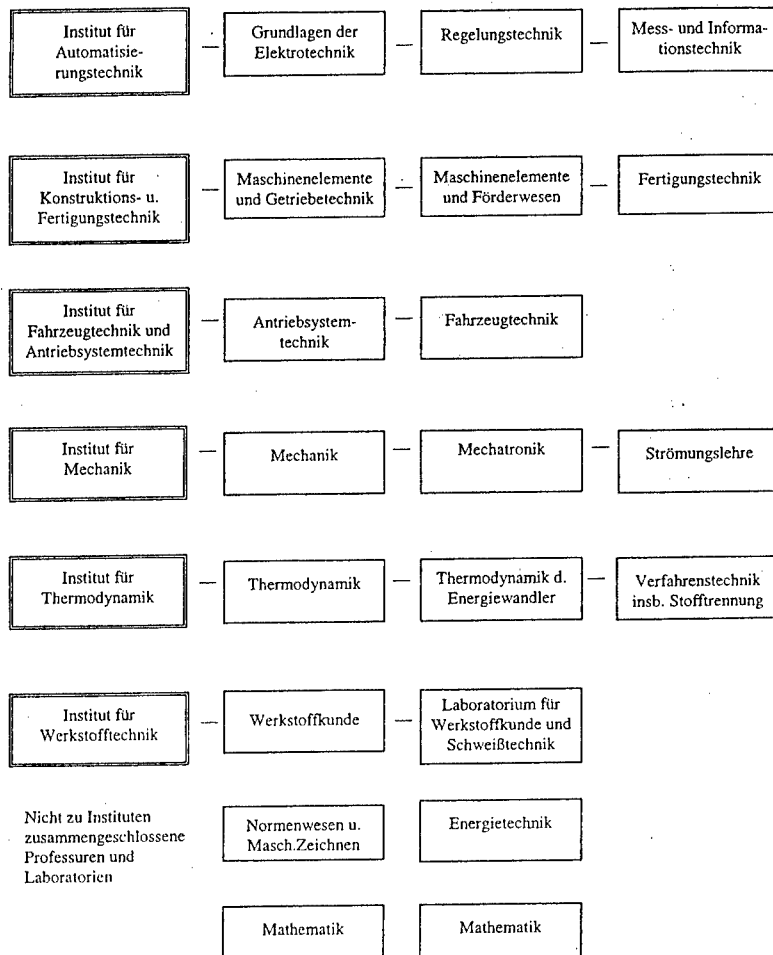 Institut für
Automatisie-
rungstechnik
Grundlagen der
Elektrotechnik
Regelungstechnik
Mess- und Informa-
tionstechnik
Institut für
Konstruktions- u.
Fertigungstechnik
Maschinenelemente
und Getriebetechnik
Maschinenelemente
und Förderwesen
Fertigungstechnik
Institut für
Fahrzeugtechnik und
Antriebsystemtechnik
Antriebsystem-
technik
Fahrzeugtechnik
Institut für
Mechanik
Mechanik
Mechatronik
Strömungslehre
Institut für
Thermodynamik
Thermodynamik
Thermodynamik d.
Energiewandler
Verfahrenstechnik
insb. Stofftrennung
Institut für
Werkstofftechnik
Werkstoffkunde
Laboratorium für
Werkstoffkunde und
Schweißtechnik
Nicht zu Instituten
zusammengeschlossene
Professuren und
Laboratorien
Normenwesen u.
Masch.Zeichnen
Energietechnik
Mathematik
Mathematik